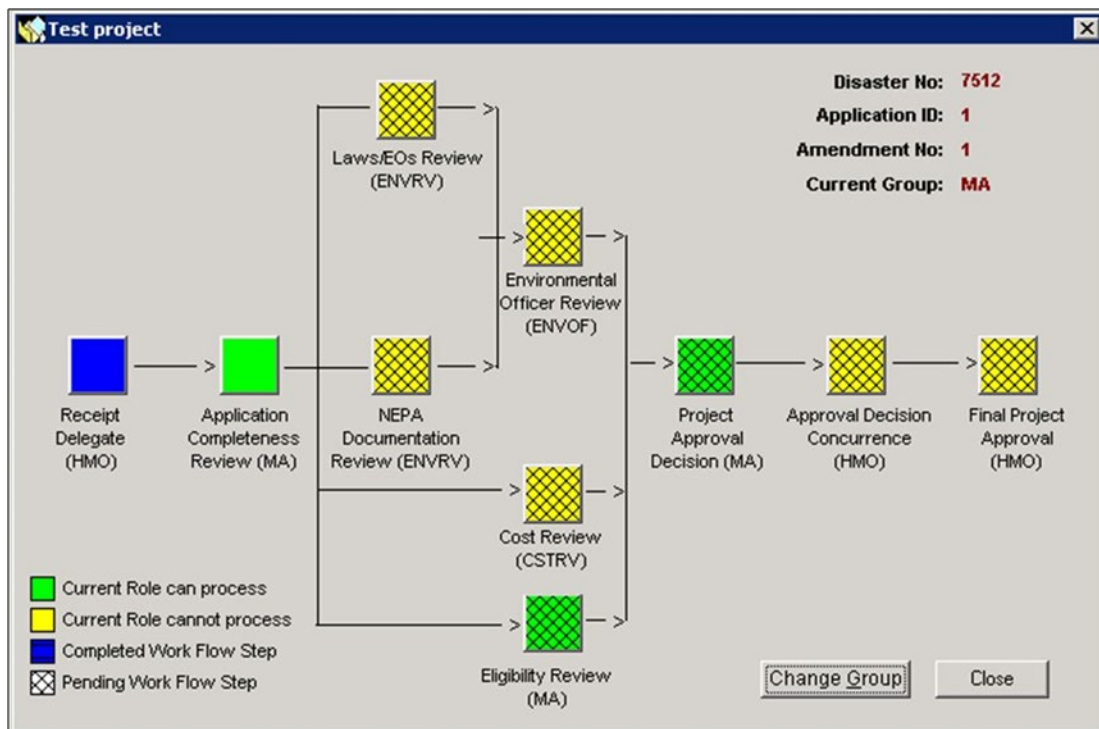 Test project
Disaster No: 7512
Application ID: 1
Amendment No: 1
Current Group: MA
Laws/EOs Review
(ENVRV)
Environmental
Officer Review
(ENVOF)
Receipt
Delegate
(HMO)
Application
Completeness
Review (MA)
NEPA
Documentation
Review (ENVRV)
Project
Approval
Decision (MA)
Approval Decision
Concurrence
(HMO)
Final Project
Approval
(HMO)
Cost Review
(CSTRV)
Eligibility Review
(MA)
Current Role can process
Current Role cannot process
Completed Work Flow Step
Pending Work Flow Step
Change Group
Close